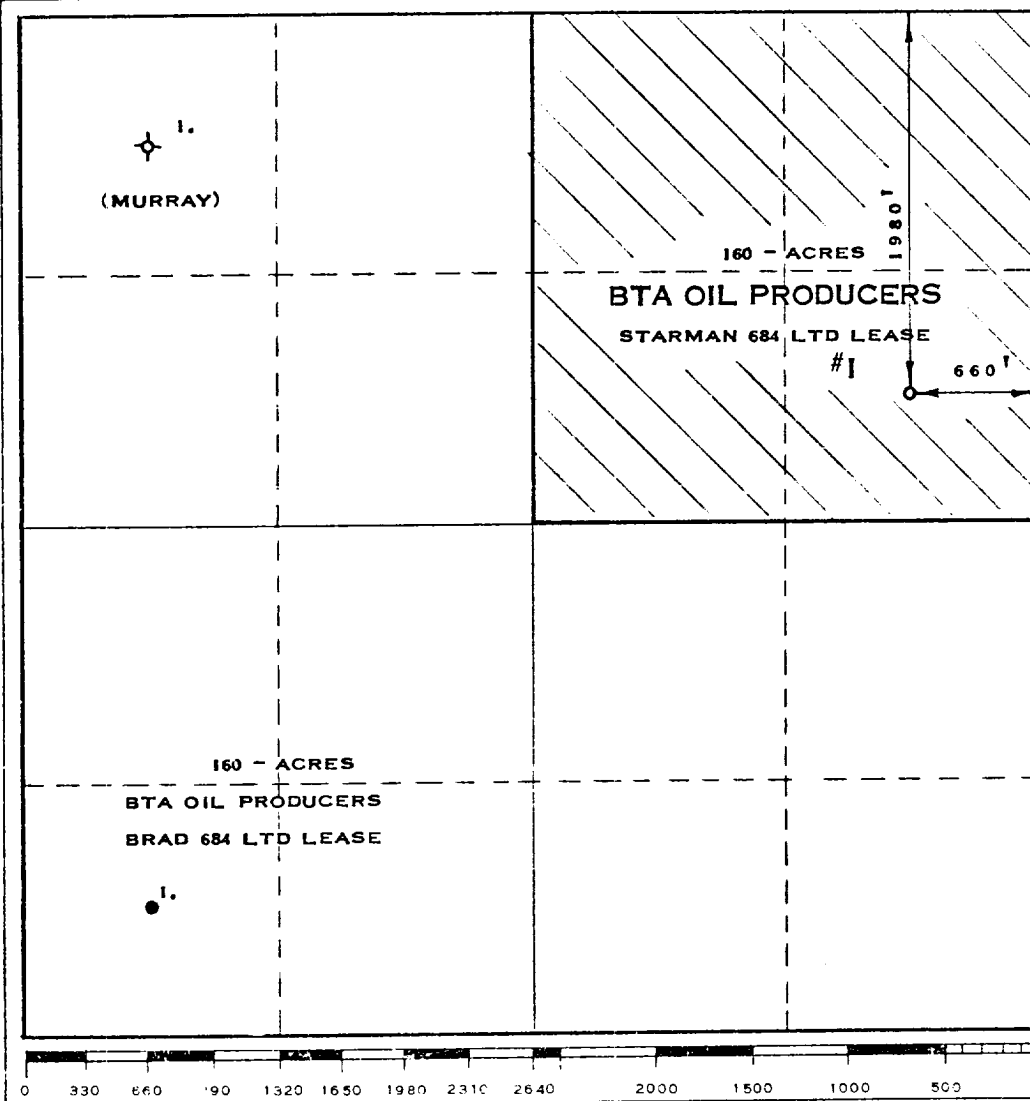 1.
(MURRAY)
1980'
160 - ACRES
BTA OIL PRODUCERS
STARMAN 684 LTD LEASE
#1
660'
160 - ACRES
BTA OIL PRODUCERS
BRAD 684 LTD LEASE
1.
0 330 660 990 1320 1650 1980 2310 2640 2000 1500 1000 500